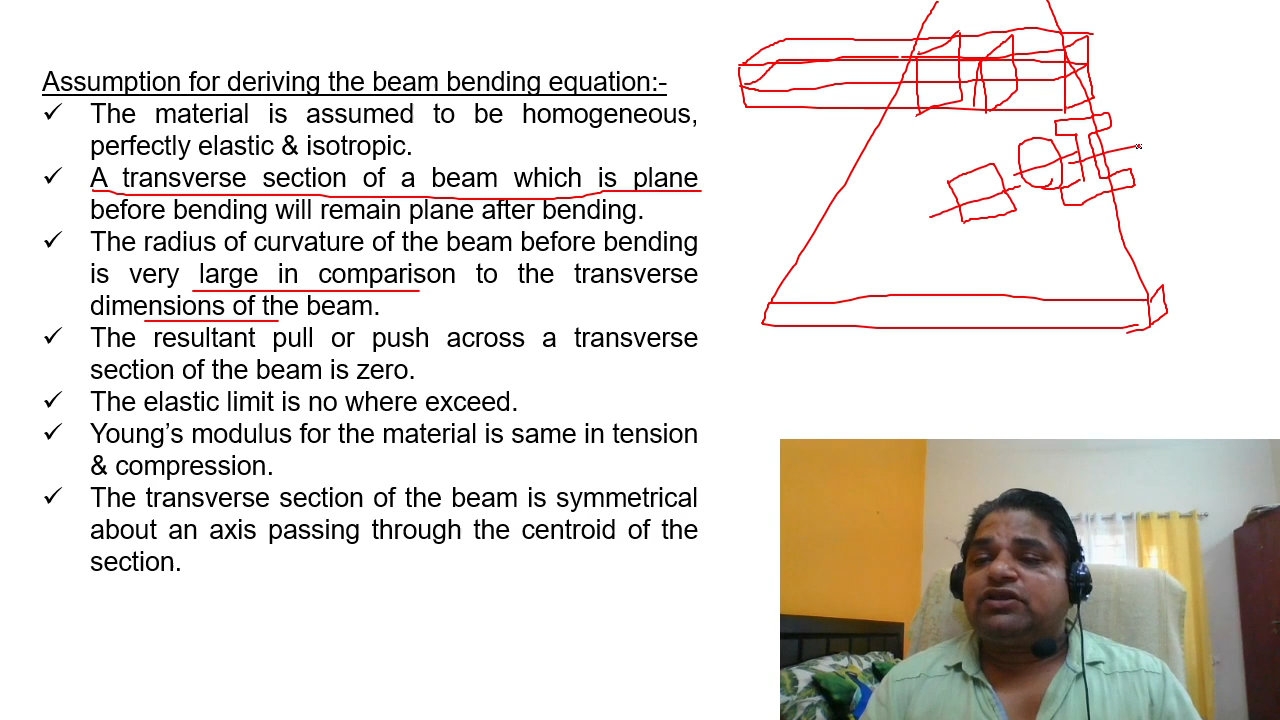 Assumption for deriving the beam bending equation:-
✓ The material is assumed to be homogeneous,
perfectly elastic & isotropic.
✓ A transverse section of a beam which is plane
before bending will remain plane after bending.
✓ The radius of curvature of the beam before bending
is very large in comparison to the transverse
dimensions of the beam.
✓ The resultant pull or push across a transverse
section of the beam is zero.
✓ The elastic limit is no where exceed.
✓ Young’s modulus for the material is same in tension
& compression.
✓ The transverse section of the beam is symmetrical
about an axis passing through the centroid of the
section.